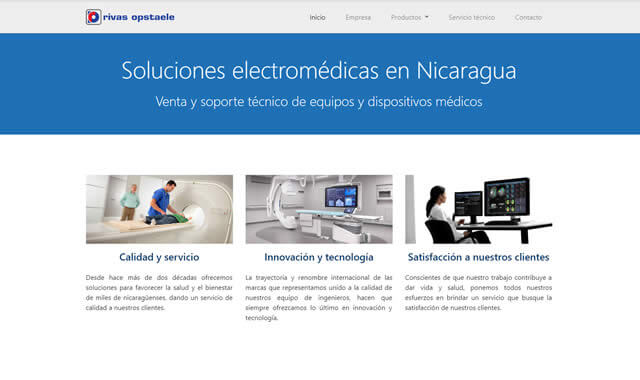 rivas opstaele
Inicio Empresa Productos Servicio técnico Contacto
Soluciones electromédicas en Nicaragua
Venta y soporte técnico de equipos y dispositivos médicos
Calidad y servicio
Desde hace más de dos décadas ofrecemos
soluciones para favorecer la salud y el bienestar
de miles de nicaragüenses. dando un servicio de
calidad a nuestros clientes.
Innovación y tecnología
La trayectoria y renombre internacional de las
marcas que representamos unido a la calidad de
nuestros equipo de ingenieros, hacen que
siempre ofrezcamos lo último en innovación y
tecnología.
Satisfacción a nuestros clientes
Conscientes de que nuestro trabajo contribuye a
dar vida y salud, ponemos todos nuestros
esfuerzos en brindar un servicio que busque la
satisfacción de nuestros clientes.